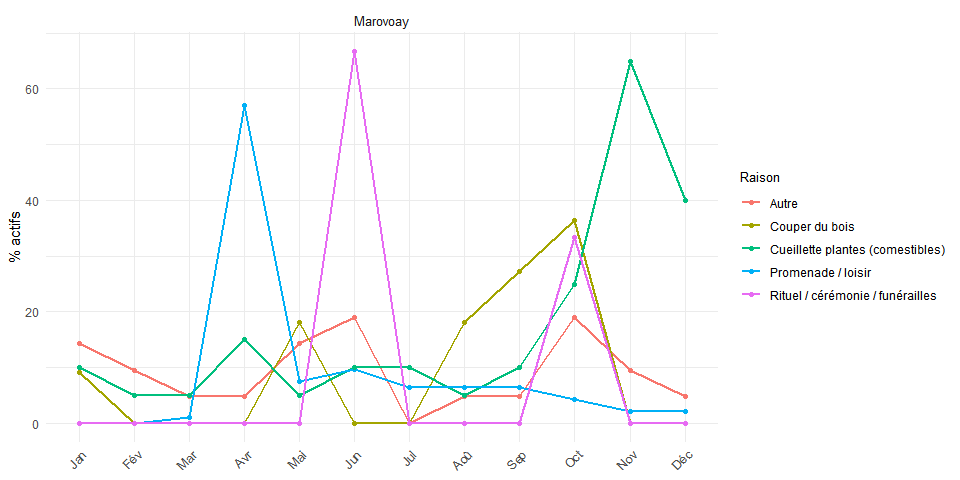 Marovoay
% actifs
60
40
20
0
Jan
Fév
Mar
Avr
Mai
Jun
Jul
Aoû
Sep
Oct
Nov
Déc
Raison
Autre
Couper du bois
Cueillette plantes (comestibles)
Promenade / loisir
Rituel / cérémonie / funérailles